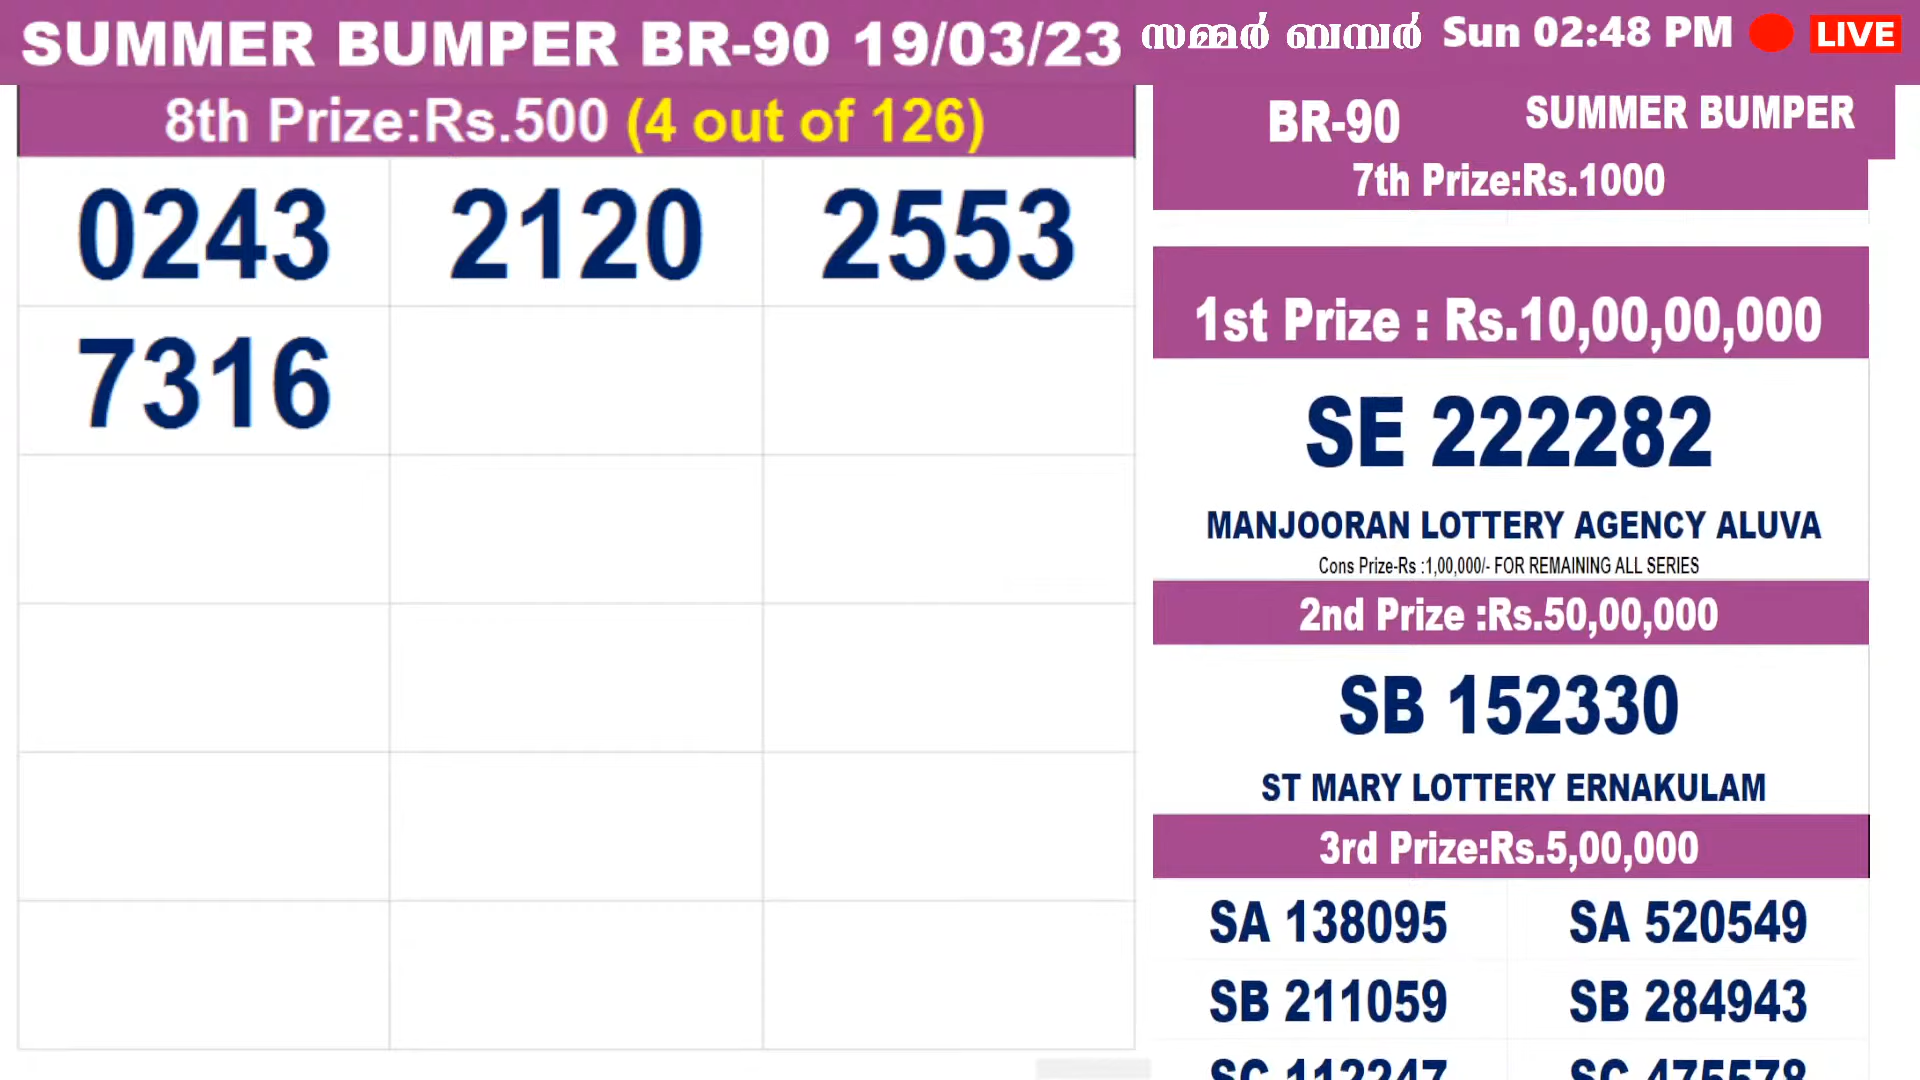 SUMMER BUMPER BR-90 19/03/23 സമ്മർ ബമ്പർ Sun 02:48 PM LIVE
8th Prize:Rs.500 (4 out of 126)
0243 2120 2553
7316
BR-90 SUMMER BUMPER
7th Prize:Rs.1000
1st Prize : Rs.10,00,00,000
SE 222282
MANJOORAN LOTTERY AGENCY ALUVA
Cons Prize-Rs :1,00,000/- FOR REMAINING ALL SERIES
2nd Prize :Rs.50,00,000
SB 152330
ST MARY LOTTERY ERNAKULAM
3rd Prize:Rs.5,00,000
SA 138095 SA 520549
SB 211059 SB 284943
SC 112247 SC 475578